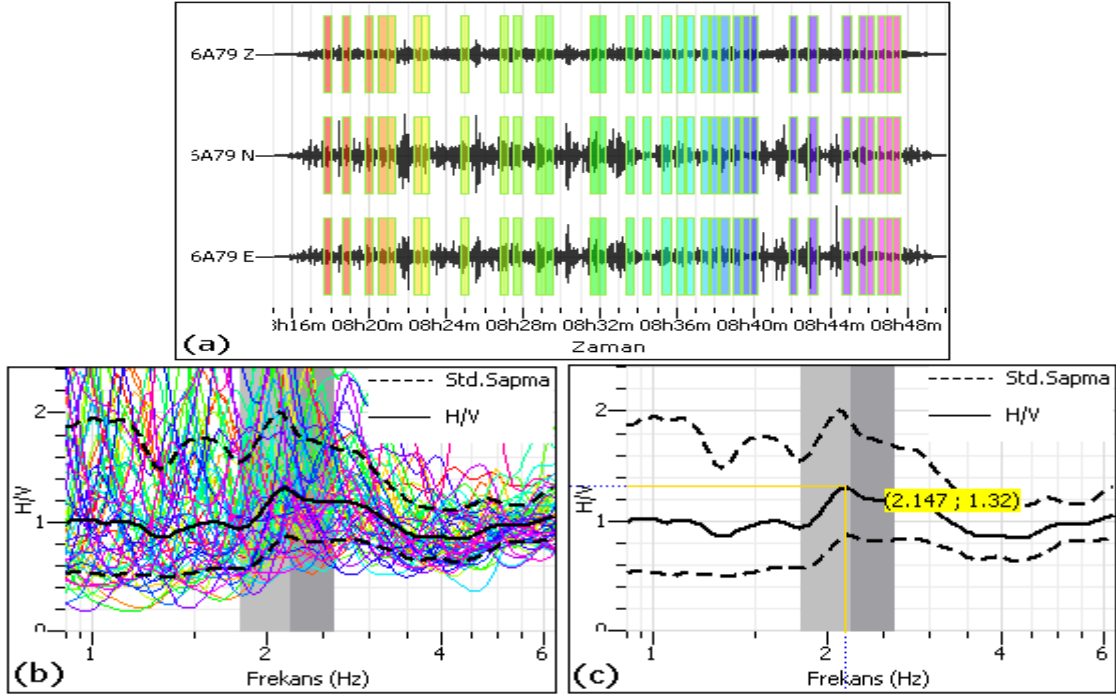 6A79 Z
6A79 N
6A79 E
08h20m 08h24m 08h28m 08h32m 08h36m 08h40m 08h44m 08h48m
Zaman
(a)
Std.Sapma
H/V
2
1
0
H/V
1 2 4 6
Frekans (Hz)
(b)
Std.Sapma
H/V
2
1
0
H/V
(2.147 ; 1.32)
1 2 4 6
Frekans (Hz)
(c)